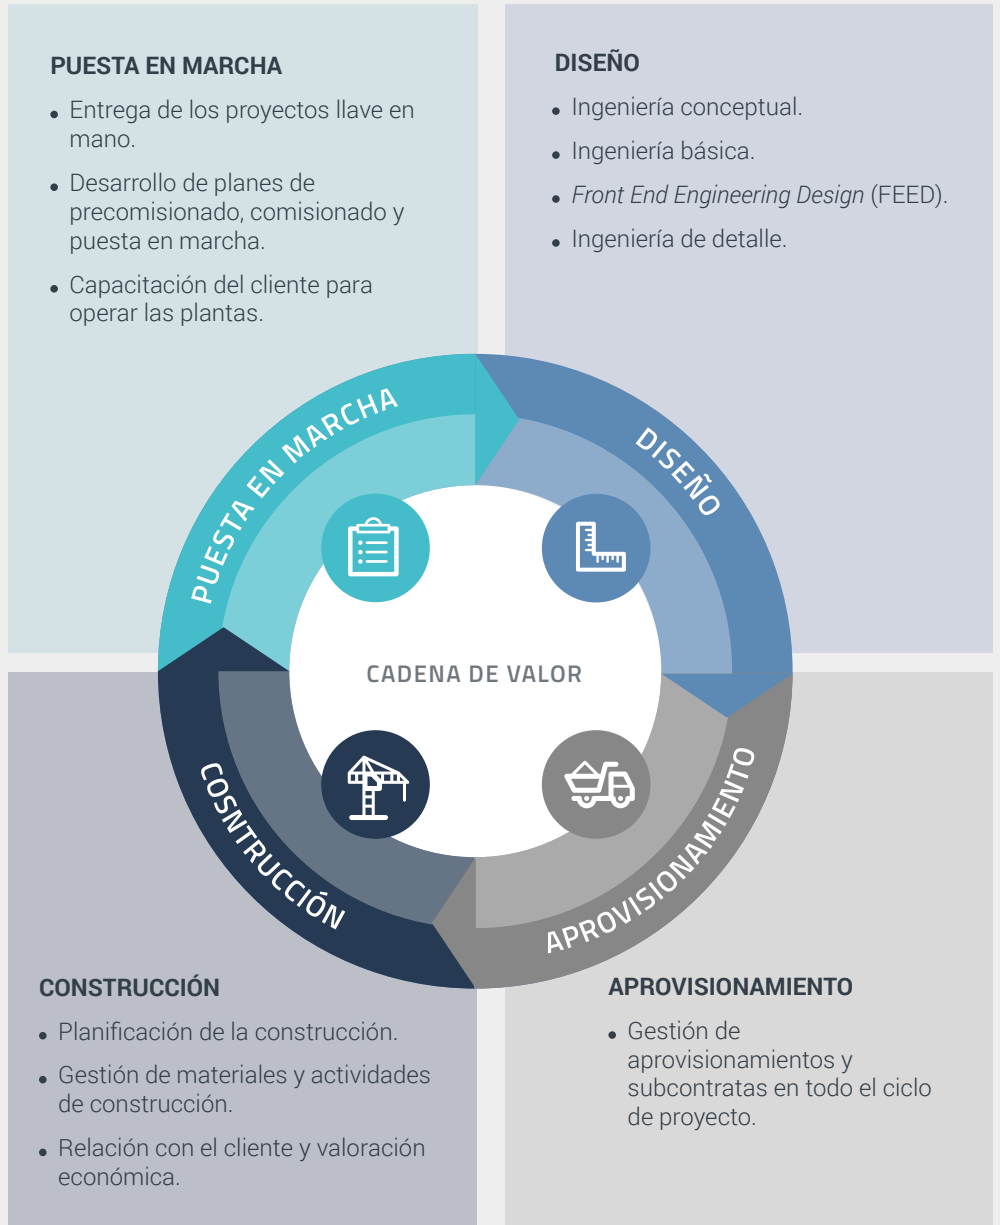 PUESTA EN MARCHA
• Entrega de los proyectos llave en
mano.
• Desarrollo de planes de
precomisionado, comisionado y
puesta en marcha.
• Capacitación del cliente para
operar las plantas.
DISEÑO
• Ingeniería conceptual.
• Ingeniería básica.
• Front End Engineering Design (FEED).
• Ingeniería de detalle.
PUESTA EN MARCHA
DISEÑO
CADENA DE VALOR
COSNTRUCCIÓN
APROVISIONAMIENTO
CONSTRUCCIÓN
• Planificación de la construcción.
• Gestión de materiales y actividades
de construcción.
• Relación con el cliente y valoración
económica.
APROVISIONAMIENTO
• Gestión de
aprovisionamientos y
subcontratas en todo el ciclo
de proyecto.